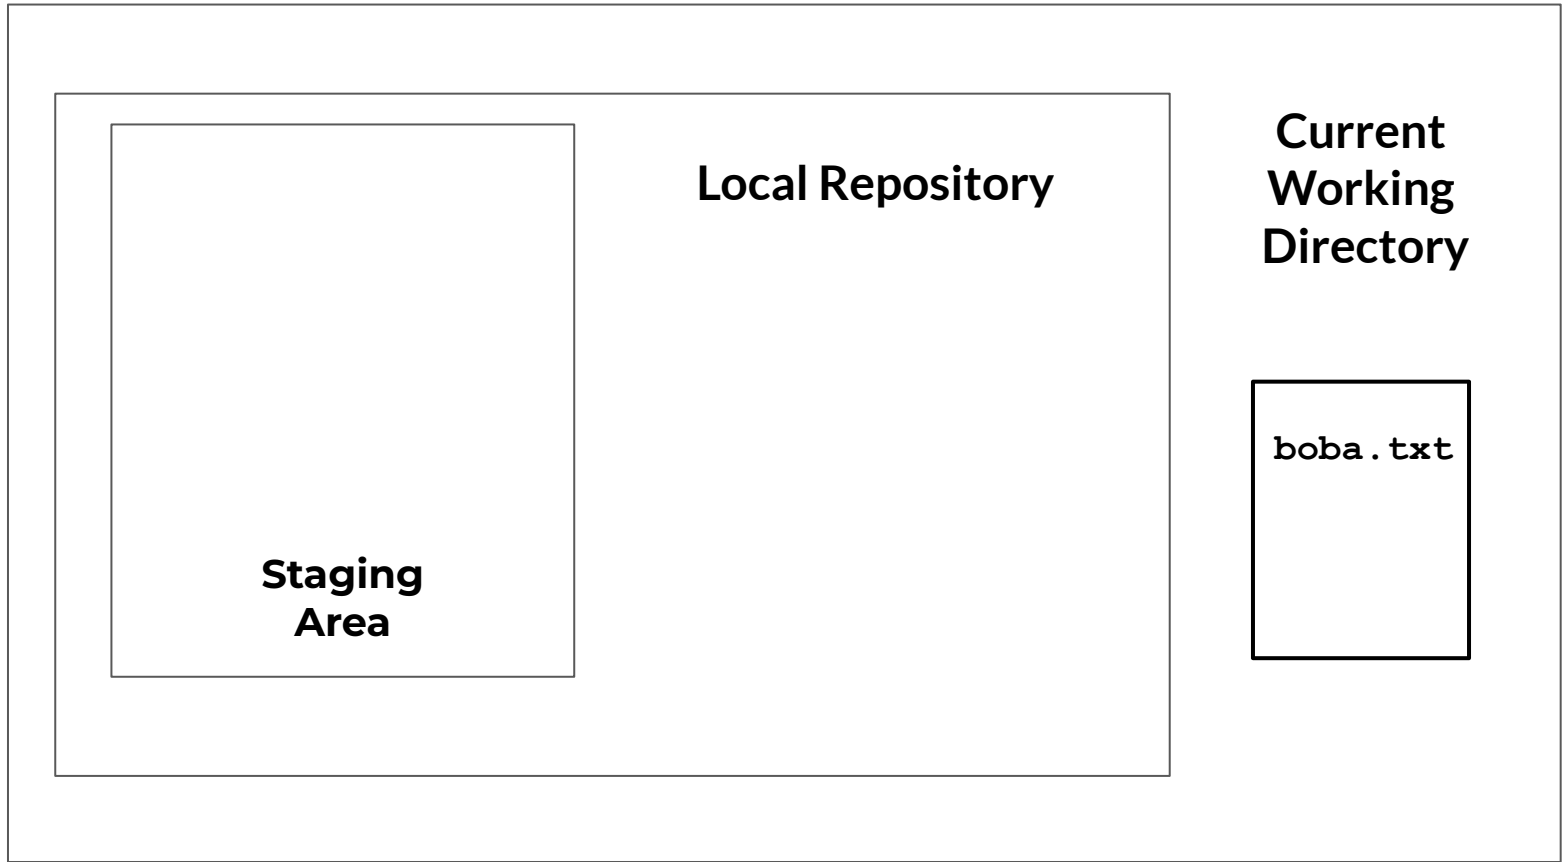 Local Repository
Current
Working
Directory
boba.txt
Staging
Area